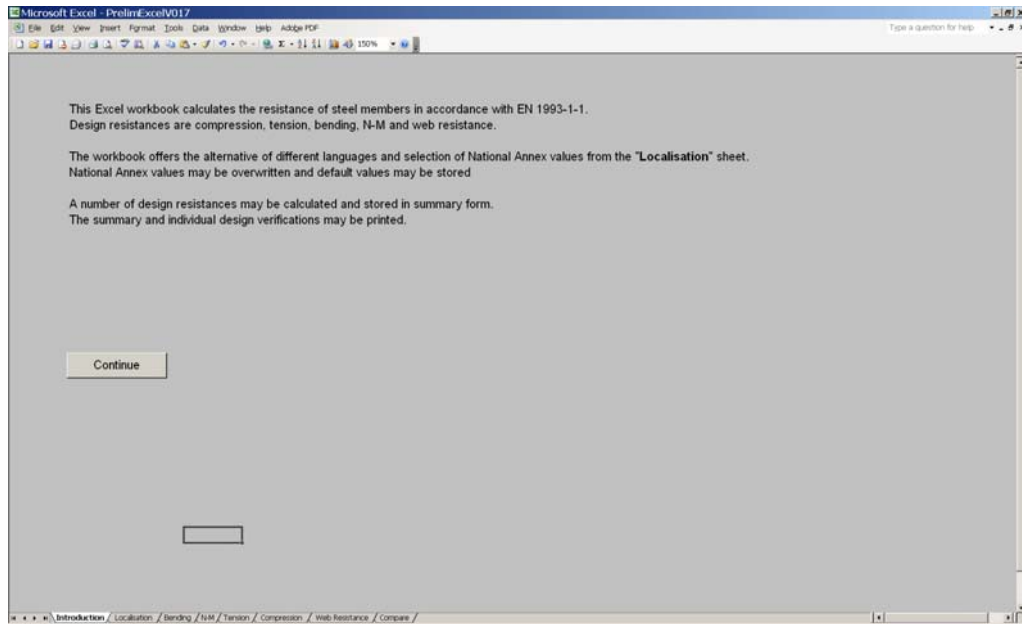 Microsoft Excel - PrelimExcelV017
File Edit View Insert Format Tools Data Window Help Adobe PDF
Type a question for help
150%
This Excel workbook calculates the resistance of steel members in accordance with EN 1993-1-1.
Design resistances are compression, tension, bending, N-M and web resistance.
The workbook offers the alternative of different languages and selection of National Annex values from the "Localisation" sheet.
National Annex values may be overwritten and default values may be stored
A number of design resistances may be calculated and stored in summary form.
The summary and individual design verifications may be printed.
Continue
Introduction / Localisation / Bending / N-M / Tension / Compression / Web Resistance / Compare /